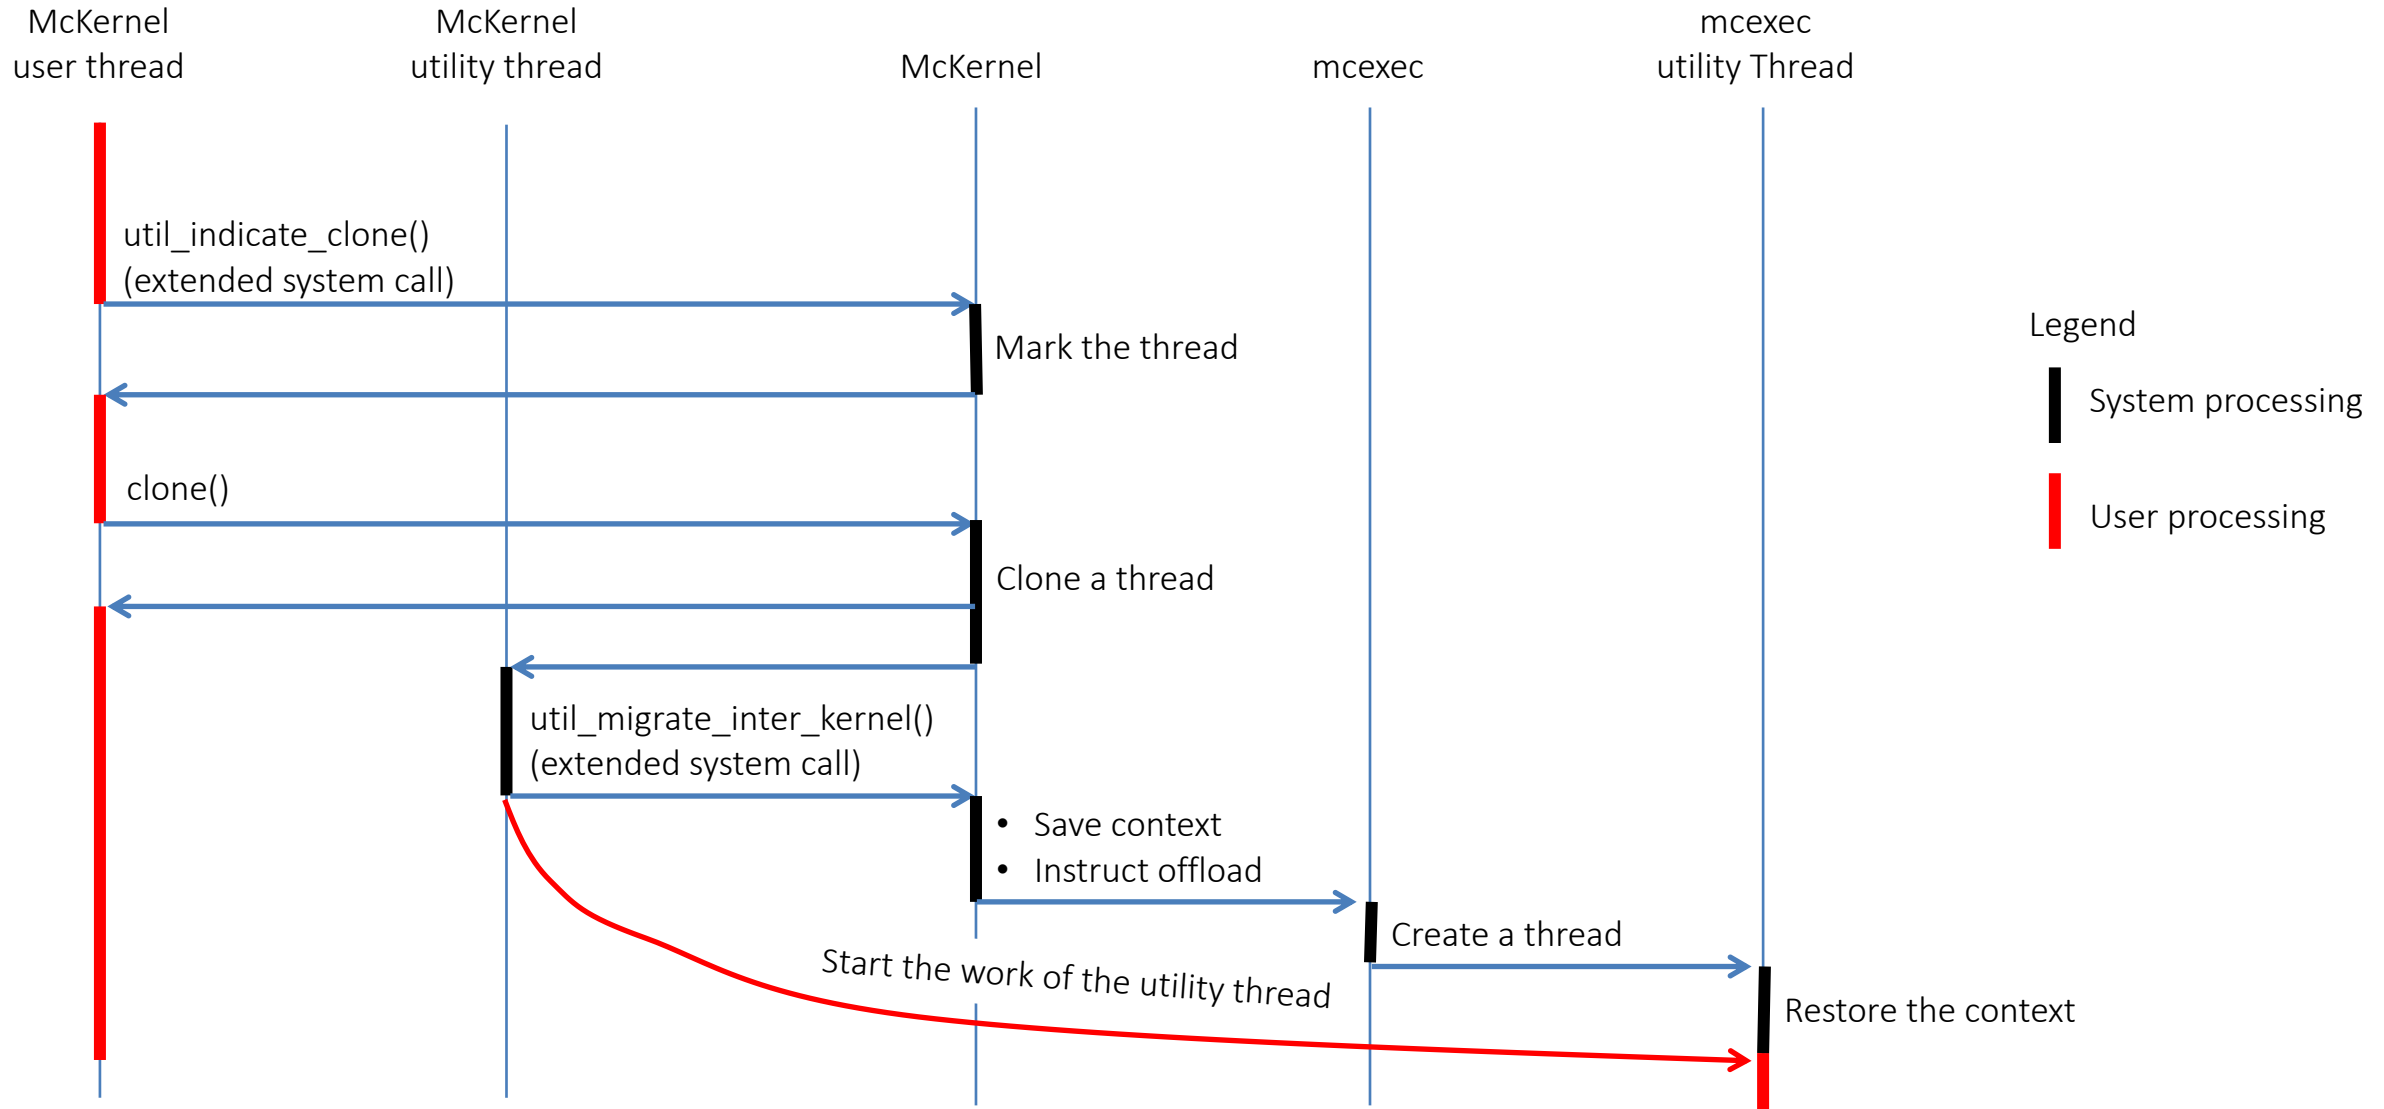 McKernel
user thread
McKernel
utility thread
McKernel
mcexec
mcexec
utility Thread
util_indicate_clone()
(extended system call)
Mark the thread
Legend
System processing
User processing
clone()
Clone a thread
util_migrate_inter_kernel()
(extended system call)
• Save context
• Instruct offload
Create a thread
Start the work of the utility thread
Restore the context